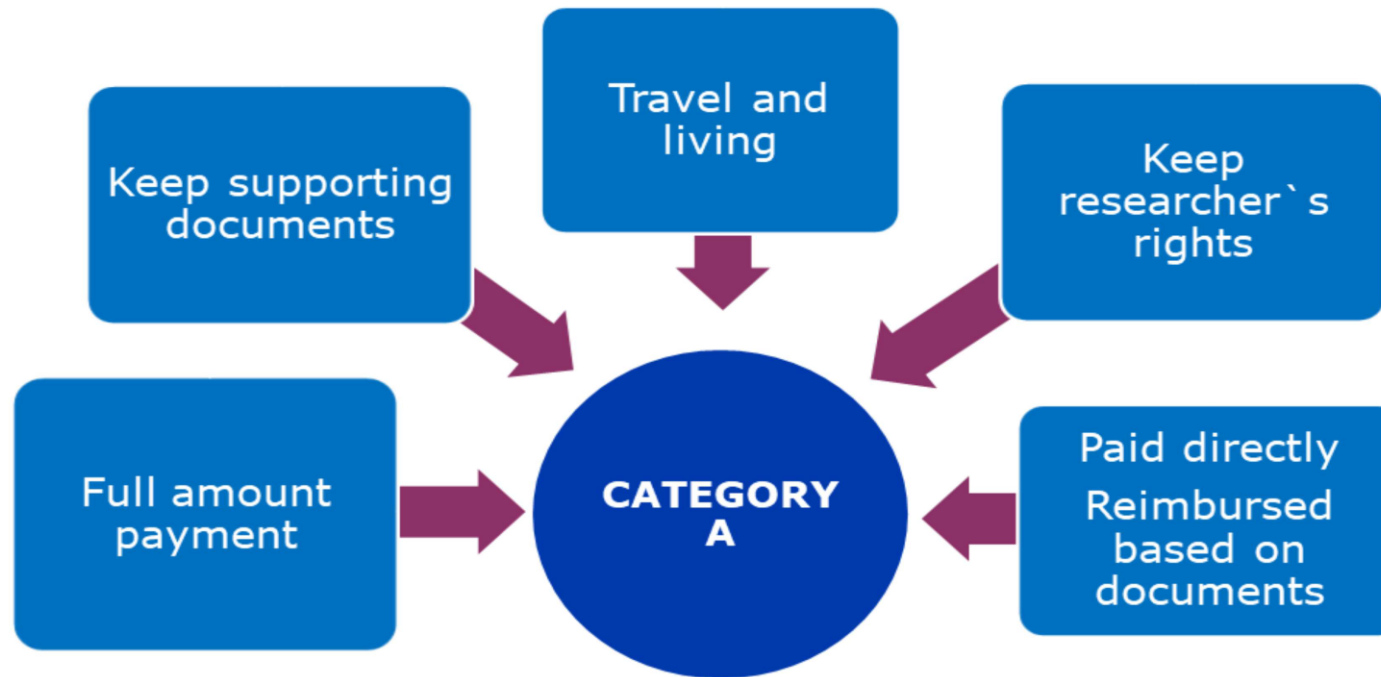 Travel and
living
Keep supporting
documents
Keep
researcher`s
rights
Full amount
payment
CATEGORY
A
Paid directly
Reimbursed
based on
documents